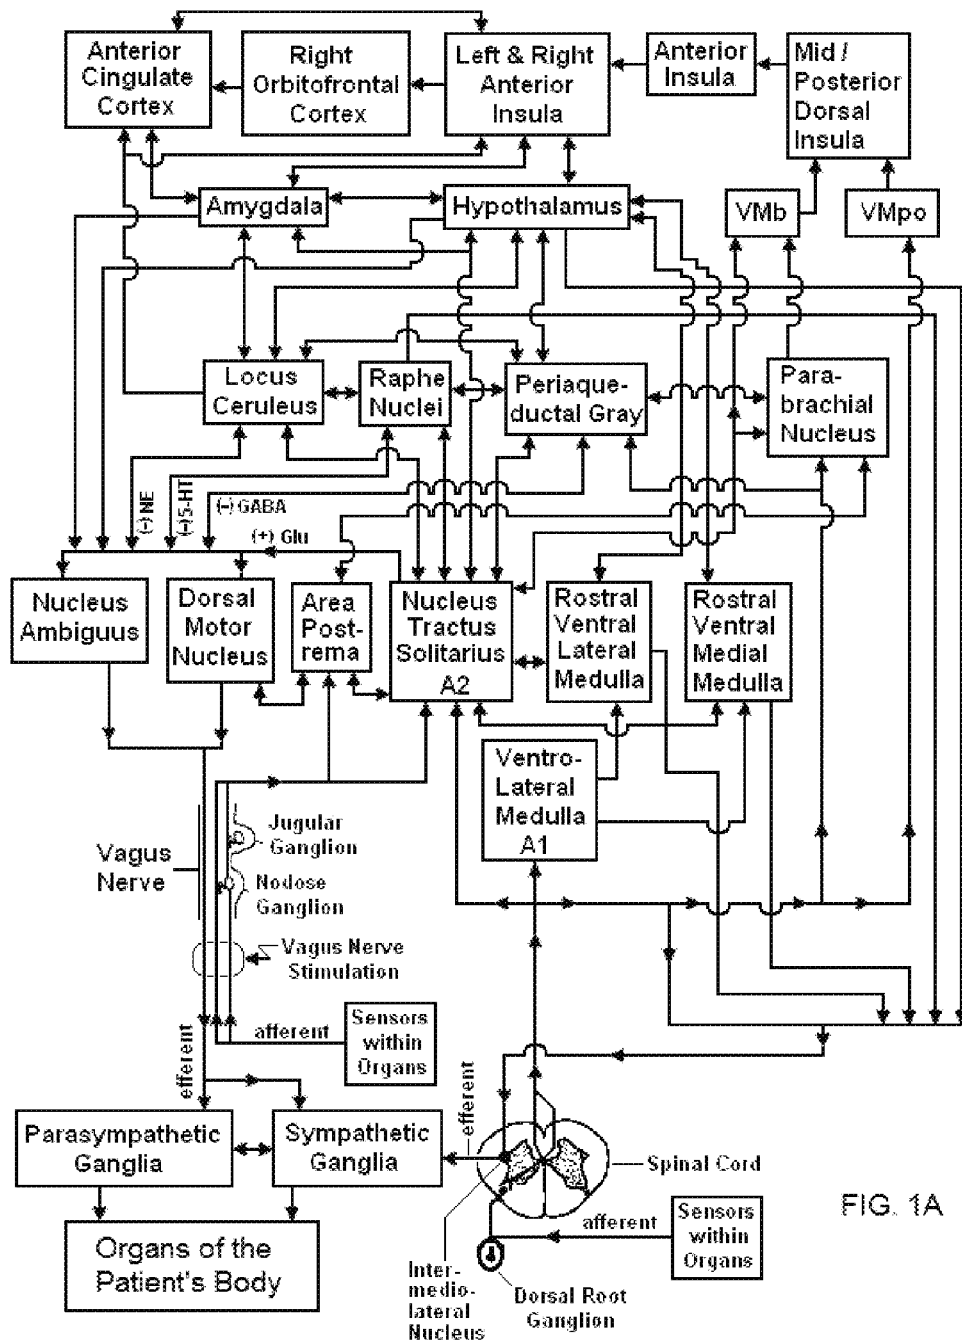 Anterior
Cingulate
Cortex
Right
Orbitofrontal
Cortex
Left & Right
Anterior
Insula
Anterior
Insula
Mid /
Posterior
Dorsal
Insula
Amygdala
Hypothalamus
VMb
VMpo
Locus
Ceruleus
Raphe
Nuclei
Periaque-
ductal Gray
Para-
brachial
Nucleus
(-) NE
(-) 5-HT
(-) GABA
(+) Glu
Nucleus
Ambiguus
Dorsal
Motor
Nucleus
Area
Post-
rema
Nucleus
Tractus
Solitarius
A2
Rostral
Ventral
Lateral
Medulla
Rostral
Ventral
Medial
Medulla
Ventro-
Lateral
Medulla
A1
Jugular
Ganglion
Vagus
Nerve
Nodose
Ganglion
Vagus Nerve
Stimulation
afferent
Sensors
within
Organs
efferent
Parasympathetic
Ganglia
Sympathetic
Ganglia
efferent
Spinal Cord
Organs of the
Patient's Body
afferent
Sensors
within
Organs
Inter-
medio-
lateral
Nucleus
Dorsal Root
Ganglion
FIG. 1A